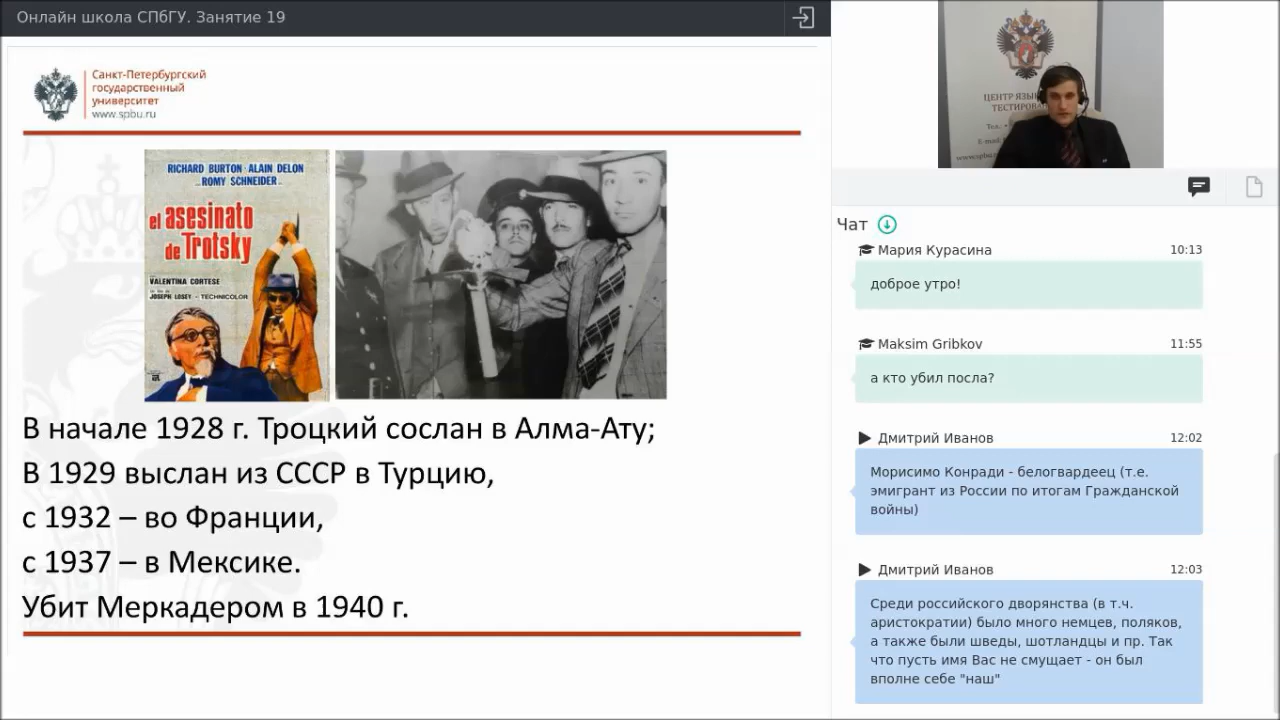 Онлайн школа СПбГУ. Занятие 19
Санкт-Петербургский
государственный
университет
www.spbu.ru
RICHARD BURTON ALAIN DELON
ROMY SCHNEIDER
el asesinato
de Trotsky
VALENTINA CORTESE
JOSEPH LOSEY - TECHNICOLOR
В начале 1928 г. Троцкий сослан в Алма-Ату;
В 1929 выслан из СССР в Турцию,
с 1932 – во Франции,
с 1937 – в Мексике.
Убит Меркадером в 1940 г.
Тел.
Чат
Мария Курасина 10:13
доброе утро!
Maksim Gribkov 11:55
а кто убил посла?
Дмитрий Иванов 12:02
Морисимо Конради - белогвардеец (т.е.
эмигрант из России по итогам Гражданской
войны)
Дмитрий Иванов 12:03
Среди российского дворянства (в т.ч.
аристократии) было много немцев, поляков,
а также были шведы, шотландцы и пр. Так
что пусть имя Вас не смущает - он был
вполне себе "наш"